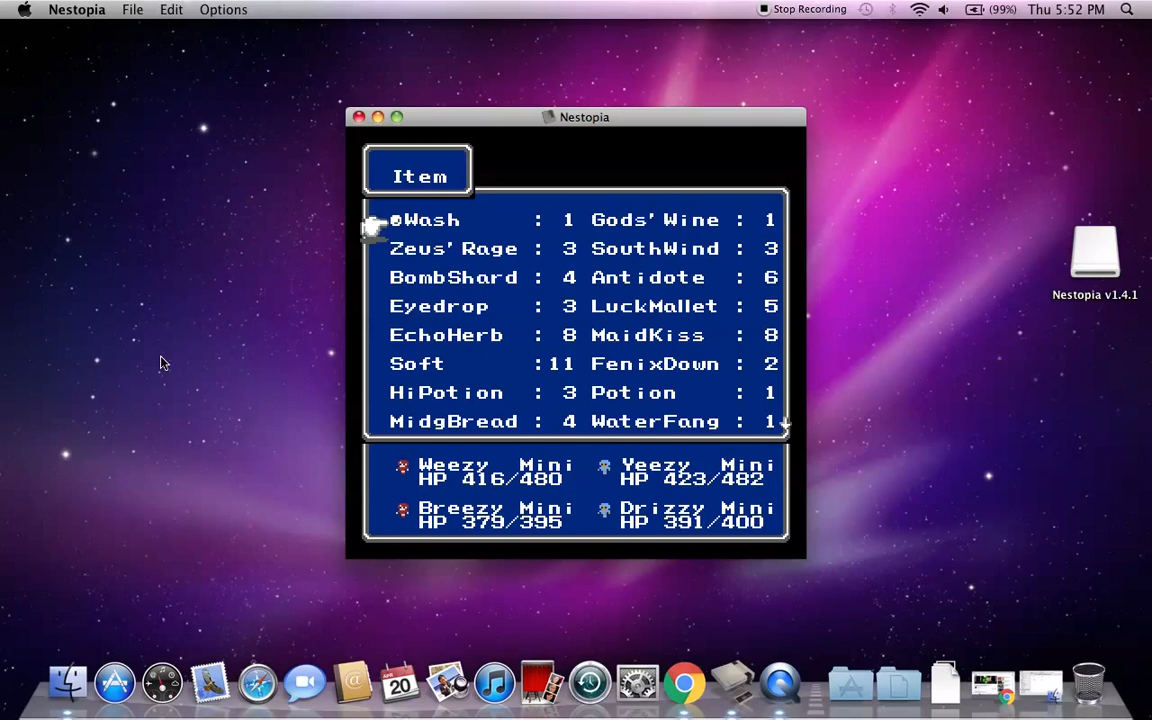 Nestopia File Edit Options Stop Recording (99%) Thu 5:52 PM
Nestopia
Item
Wash : 1 Gods'Wine : 1
Zeus'Rage : 3 SouthWind : 3
BombShard : 4 Antidote : 6
Eyedrop : 3 LuckMallet : 5
EchoHerb : 8 MaidKiss : 8
Soft :11 FenixDown : 2
HiPotion : 3 Potion : 1
MidgBread : 4 WaterFang : 1
Weezy Mini Yeezy Mini
HP 416/480 HP 423/482
Breezy Mini Drizzy Mini
HP 379/395 HP 391/400
Nestopia v1.4.1
20